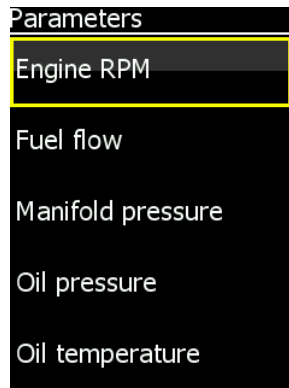 Parameters
Engine RPM
Fuel flow
Manifold pressure
Oil pressure
Oil temperature